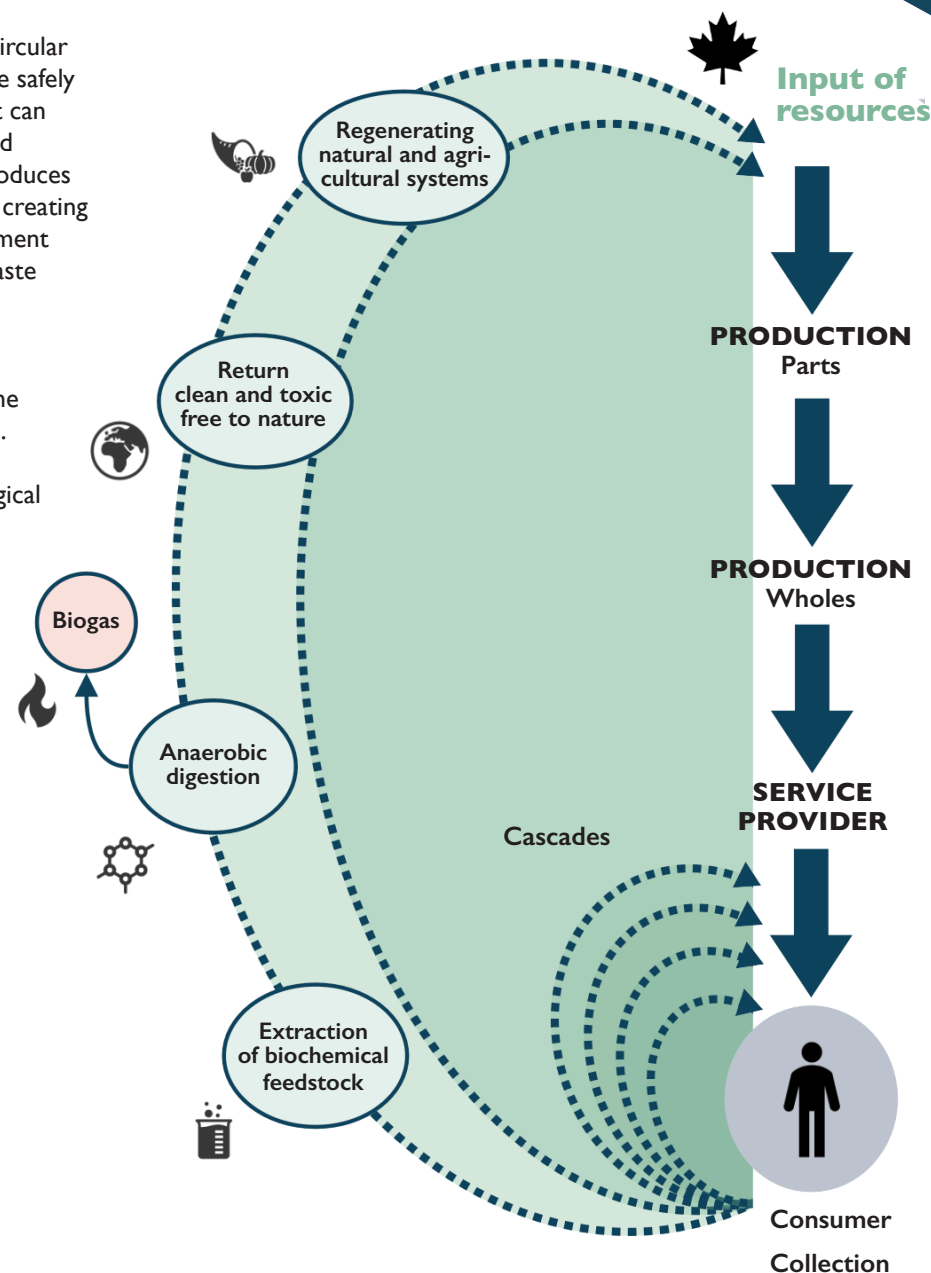 ircular
e safely
t can
d
oduces
creating
ment
aste
ne
.
gical
Input of
resources
Regenerating
natural and agri-
cultural systems
PRODUCTION
Parts
Return
clean and toxic
free to nature
PRODUCTION
Wholes
Biogas
Anaerobic
digestion
SERVICE
PROVIDER
Cascades
Extraction
of biochemical
feedstock
Consumer
Collection